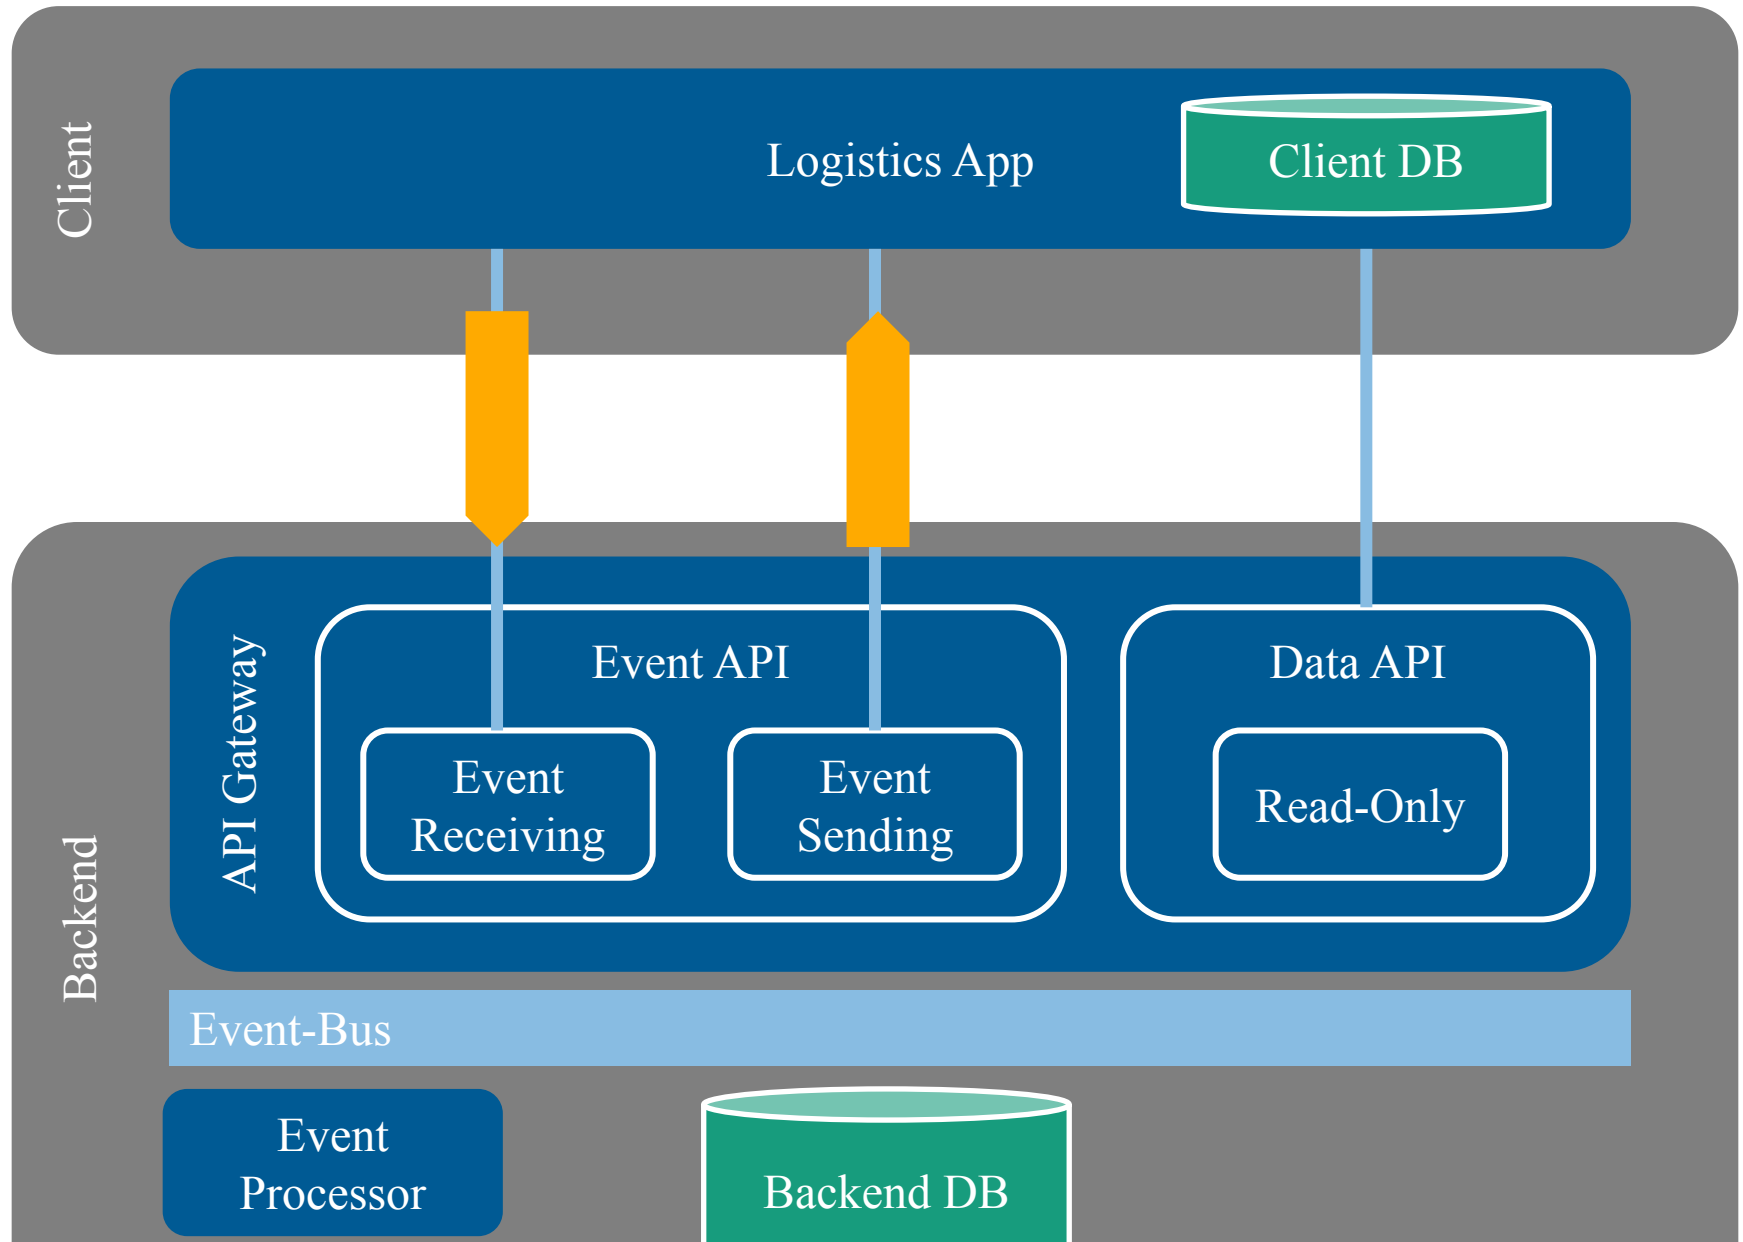 Client
Logistics App
Client DB
Backend
API Gateway
Event API
Data API
Event
Receiving
Event
Sending
Read-Only
Event-Bus
Event
Processor
Backend DB